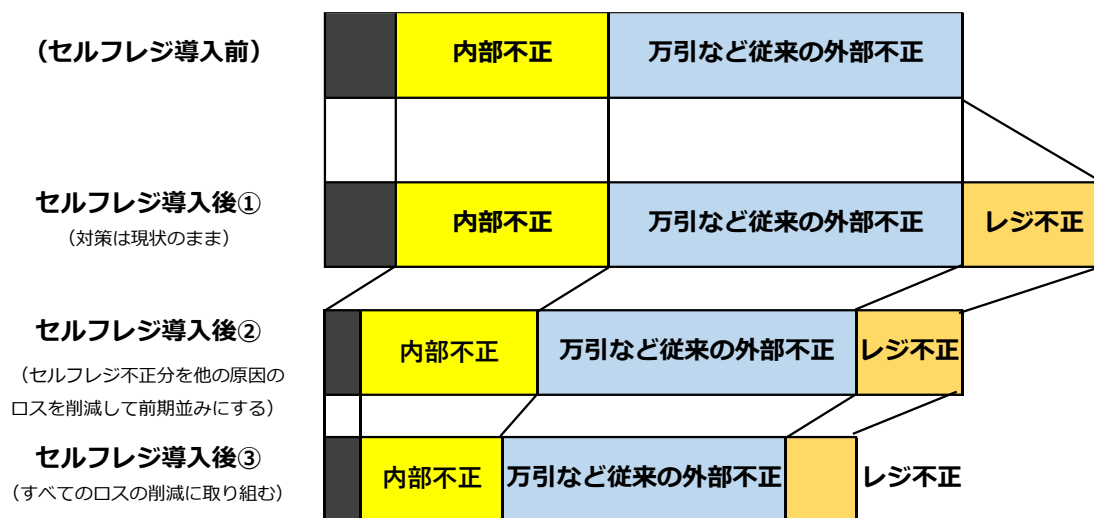 （セルフレジ導入前）
内部不正
万引など従来の外部不正
セルフレジ導入後①
（対策は現状のまま）
内部不正
万引など従来の外部不正
レジ不正
セルフレジ導入後②
（セルフレジ不正分を他の原因の
ロスを削減して前期並みにする）
内部不正
万引など従来の外部不正
レジ不正
セルフレジ導入後③
（すべてのロスの削減に取り組む）
内部不正
万引など従来の外部不正
レジ不正